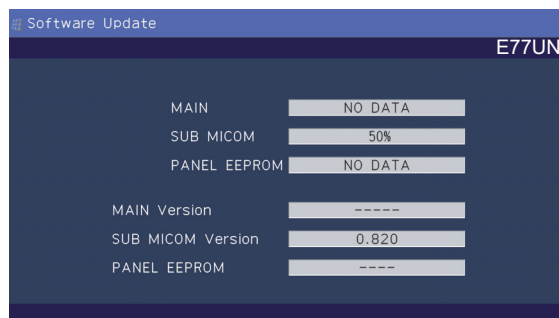 Software Update
E77UN
MAIN NO DATA
SUB MICOM 50%
PANEL EEPROM NO DATA
MAIN Version -----
SUB MICOM Version 0.820
PANEL EEPROM ----